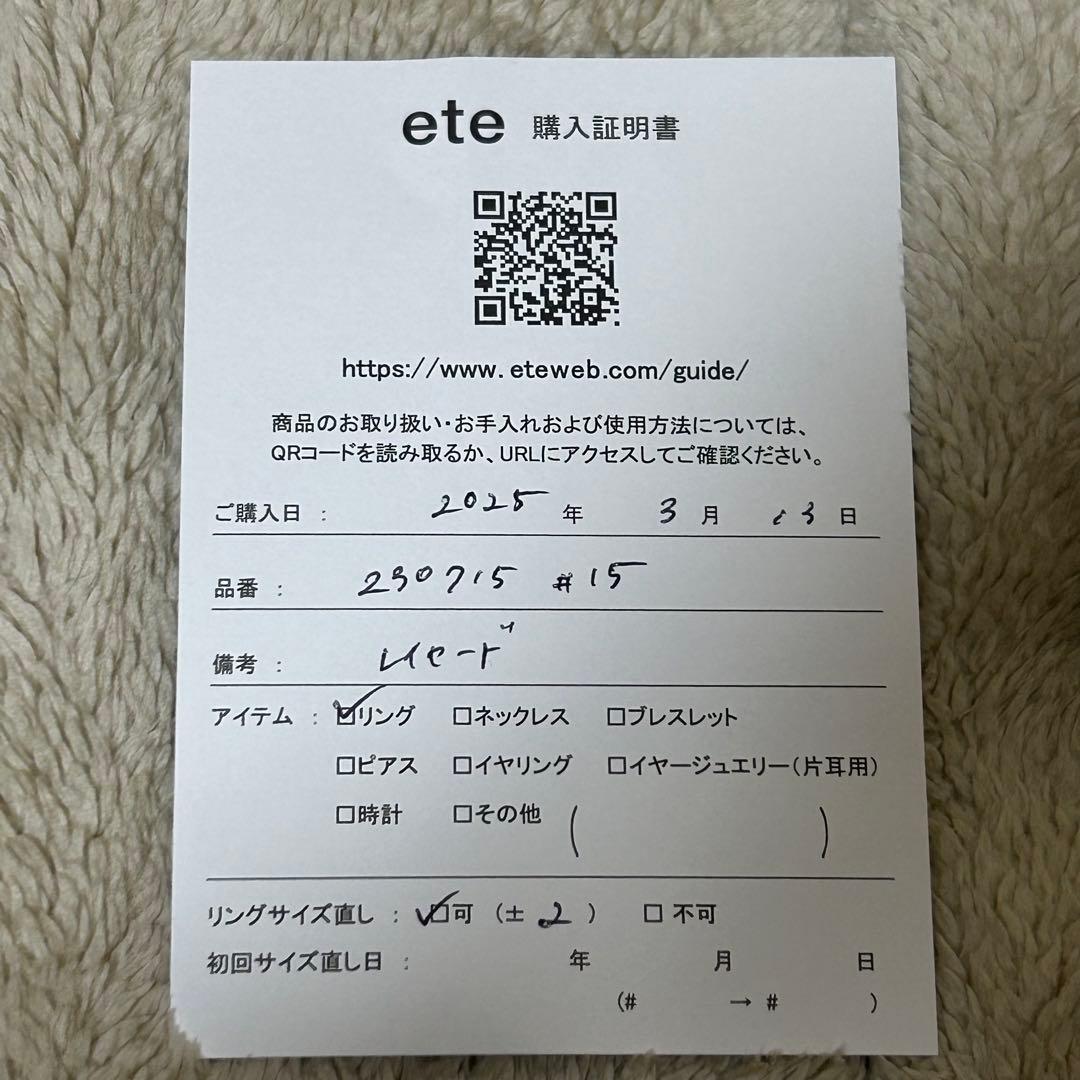 ete 購入証明書
https://www.eteweb.com/guide/
商品のお取り扱い・お手入れおよび使用方法については、
QRコードを読み取るか、URLにアクセスしてご確認ください。
ご購入日 : 2025 年 3 月 13 日
品番 : 290715 #15
備考 : レイヤード
アイテム : ☑リング □ネックレス □ブレスレット
□ピアス □イヤリング □イヤージュエリー(片耳用)
□時計 □その他 ( )
リングサイズ直し : ☑可 (± 2 ) □ 不可
初回サイズ直し日 : 年 月 日
(# → # )